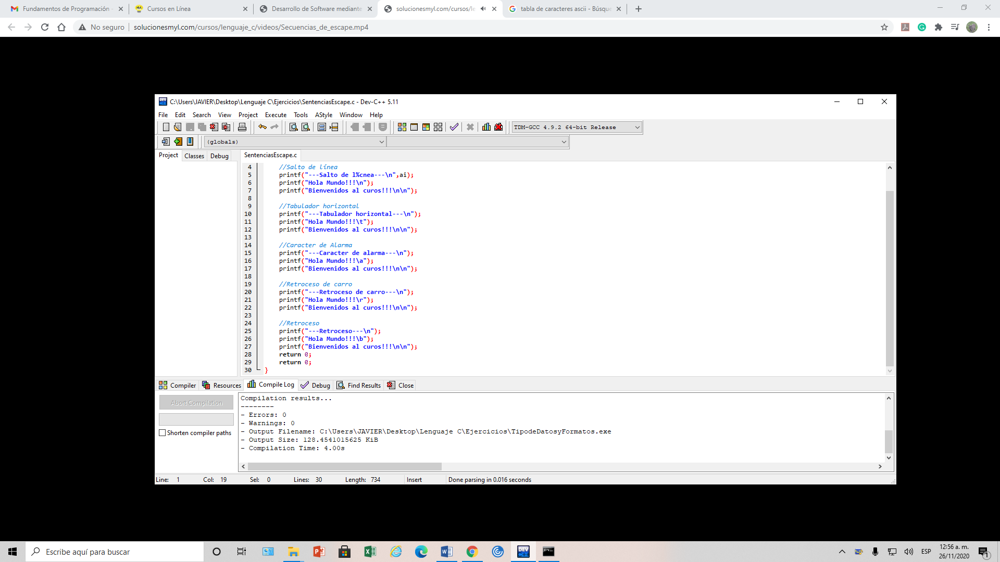 Fundamentos de Programación
Cursos en Línea
Desarrollo de Software mediante
solucionesmyl.com/cursos/le
tabla de caracteres ascii - Búsque
No seguro
solucionesmyl.com/cursos/lenguaje_c/videos/Secuencias_de_escape.mp4
C:\Users\JAVIER\Desktop\Lenguaje C\Ejercicios\SentenciasEscape.c - Dev-C++ 5.11
File Edit Search View Project Execute Tools AStyle Window Help
TDM-GCC 4.9.2 64-bit Release
(globals)
Project Classes Debug
SentenciasEscape.c
4 //Salto de línea
5 printf("---Salto de l%cnea---\n",ai);
6 printf("Hola Mundo!!!\n");
7 printf("Bienvenidos al curos!!!\n\n");
8
9 //Tabulador horizontal
10 printf("---Tabulador horizontal---\n");
11 printf("Hola Mundo!!!\t");
12 printf("Bienvenidos al curos!!!\n\n");
13
14 //Caracter de Alarma
15 printf("---Caracter de alarma---\n");
16 printf("Hola Mundo!!!\a");
17 printf("Bienvenidos al curos!!!\n\n");
18
19 //Retroceso de carro
20 printf("---Retroceso de carro---\n");
21 printf("Hola Mundo!!!\r");
22 printf("Bienvenidos al curos!!!\n\n");
23
24 //Retroceso
25 printf("---Retroceso---\n");
26 printf("Hola Mundo!!!\b");
27 printf("Bienvenidos al curos!!!\n\n");
28 return 0;
29 return 0;
30 }
Compiler Resources Compile Log Debug Find Results Close
Abort Compilation
Shorten compiler paths
Compilation results...
--------
- Errors: 0
- Warnings: 0
- Output Filename: C:\Users\JAVIER\Desktop\Lenguaje C\Ejercicios\TipodeDatosyFormatos.exe
- Output Size: 128.4541015625 KiB
- Compilation Time: 4.00s
Line: 1 Col: 19 Sel: 0 Lines: 30 Length: 734 Insert Done parsing in 0.016 seconds
Escribe aquí para buscar
ESP
12:56 a. m.
26/11/2020
1